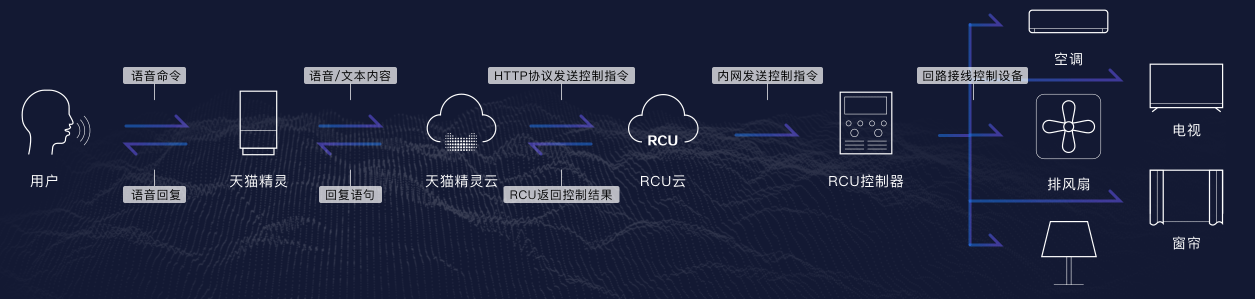 语音命令
语音/文本内容
HTTP协议发送控制指令
内网发送控制指令
回路接线控制设备
空调
电视
RCU
用户
天猫精灵
天猫精灵云
RCU云
RCU控制器
排风扇
语音回复
回复语句
RCU返回控制结果
窗帘